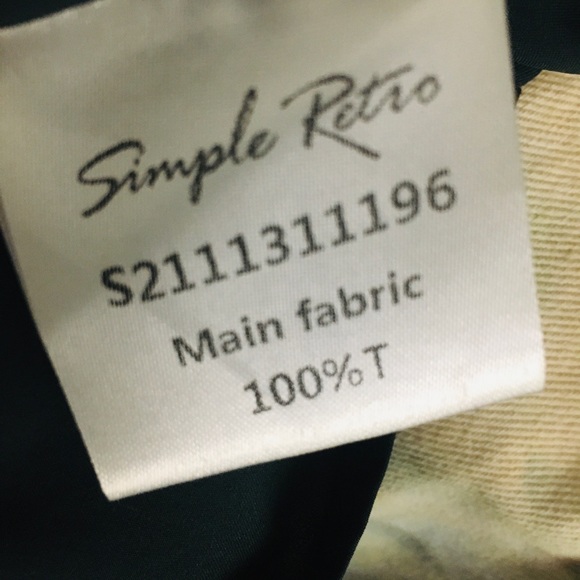 Simple Retro
S2111311196
Main fabric
100%T